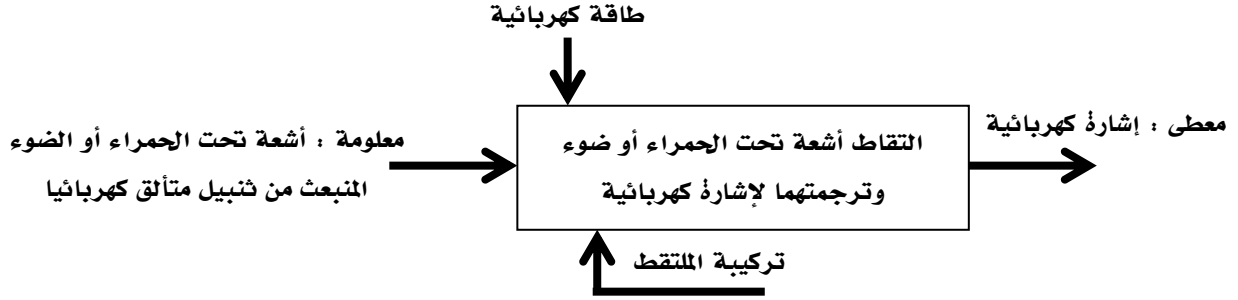 طاقة كهربائية
معلومة : أشعة تحت الحمراء أو الضوء
المنبعث من ثنبيل متألق كهربائيا
التقاط أشعة تحت الحمراء أو ضوء
وترجمتهما لإشارة كهربائية
معطى : إشارة كهربائية
تركيبة الملتقط